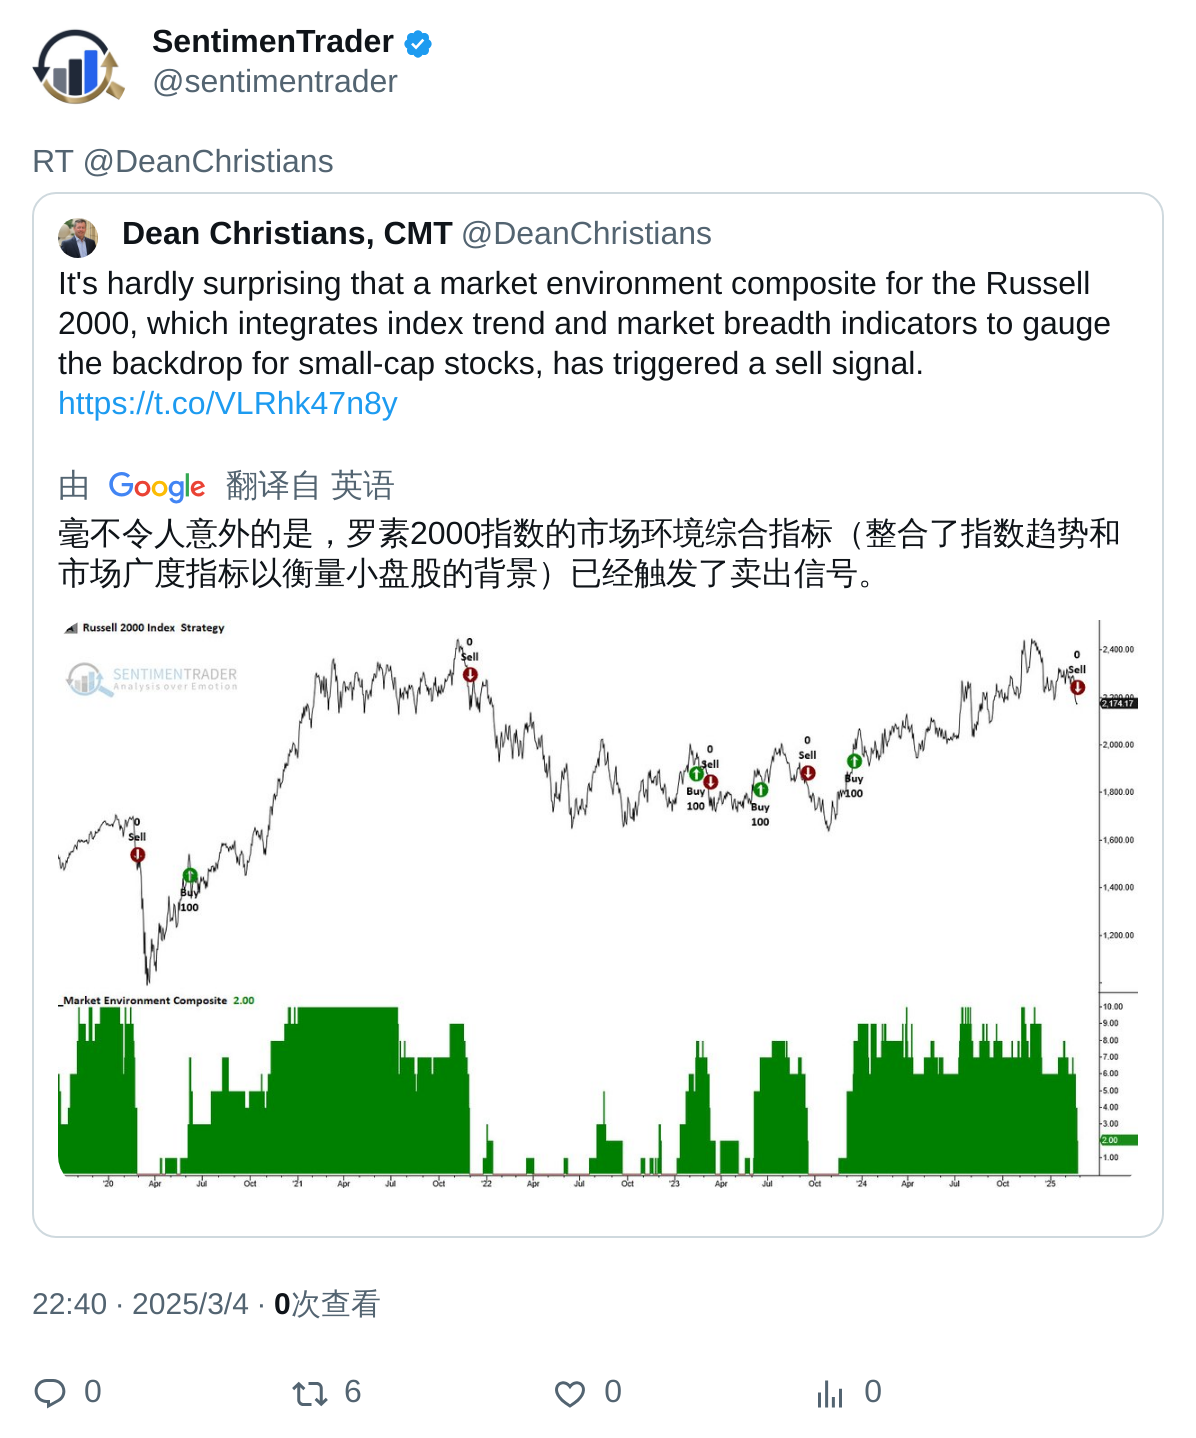 SentimenTrader
@sentimentrader
RT @DeanChristians
Dean Christians, CMT @DeanChristians
It's hardly surprising that a market environment composite for the Russell
2000, which integrates index trend and market breadth indicators to gauge
the backdrop for small-cap stocks, has triggered a sell signal.
https://t.co/VLRhk47n8y
由 Google 翻译自 英语
毫不令人意外的是，罗素2000指数的市场环境综合指标（整合了指数趋势和
市场广度指标以衡量小盘股的背景）已经触发了卖出信号。
Russell 2000 Index Strategy
SENTIMENTRADER
Analysis over Emotion
0
Sell
0
Sell
Buy
100
0
Sell
Buy
100
Buy
100
0
Sell
Buy
100
0
Sell
2,400.00
2,200.00
2,174.17
2,000.00
1,800.00
1,600.00
1,400.00
1,200.00
_Market Environment Composite 2.00
10.00
9.00
8.00
7.00
6.00
5.00
4.00
3.00
2.00
1.00
'20 Apr Jul Oct '21 Apr Jul Oct '22 Apr Jul Oct '23 Apr Jul Oct '24 Apr Jul Oct '25
22:40 · 2025/3/4 · 0次查看
0 6 0 0